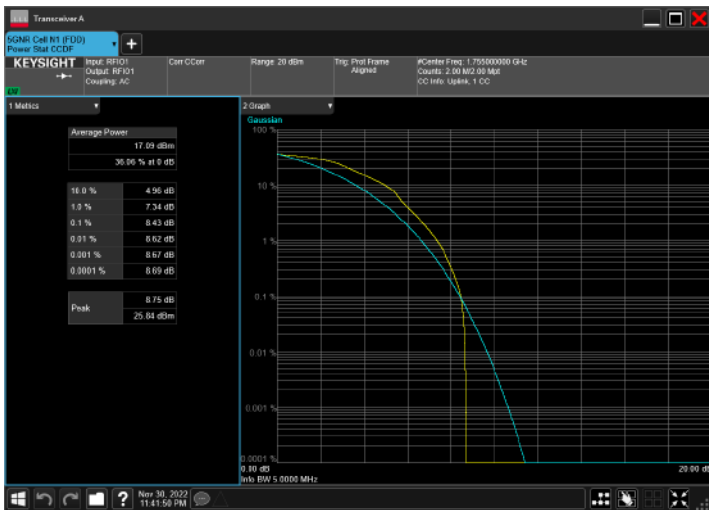 Transceiver A
5GNR Cell N1 (FDD)
Power Stat CCDF
KEYSIGHT
Input: RFIO1
Output: RFIO1
Coupling: AC
Corr CCorr
Range: 20 dBm
Trig: Prot Frame
Aligned
#Center Freq: 1.755000000 GHz
Counts: 2.00 M/2.00 Mpt
CC Info: Uplink, 1 CC
1 Metrics
Average Power
17.09 dBm
36.06 % at 0 dB
10.0 % 4.96 dB
1.0 % 7.34 dB
0.1 % 8.43 dB
0.01 % 8.62 dB
0.001 % 8.67 dB
0.0001 % 8.69 dB
Peak
8.75 dB
25.84 dBm
2 Graph
Gaussian
100 %
10 %
1 %
0.1 %
0.01 %
0.001 %
0.0001 %
0.00 dB
20.00 dB
Info BW 5.0000 MHz
?
Nov 30, 2022
11:41:50 PM